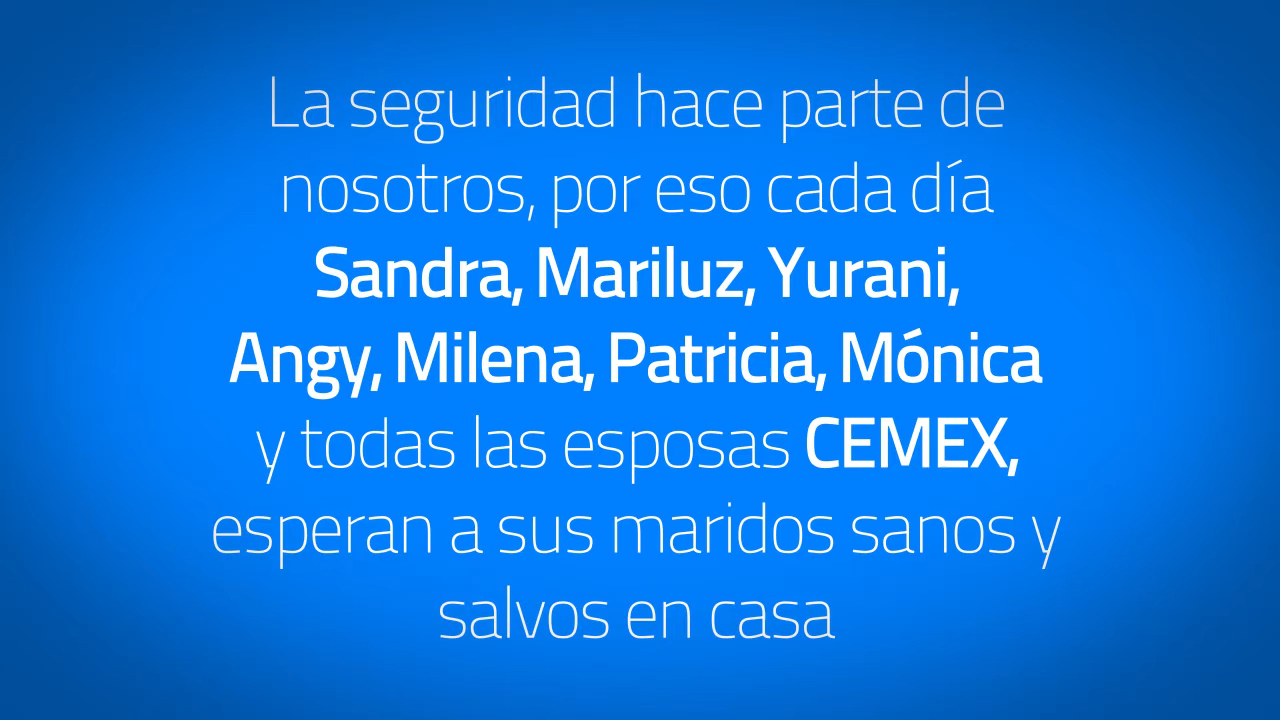 La seguridad hace parte de
nosotros, por eso cada día
Sandra, Mariluz, Yurani,
Angy, Milena, Patricia, Mónica
y todas las esposas CEMEX,
esperan a sus maridos sanos y
salvos en casa